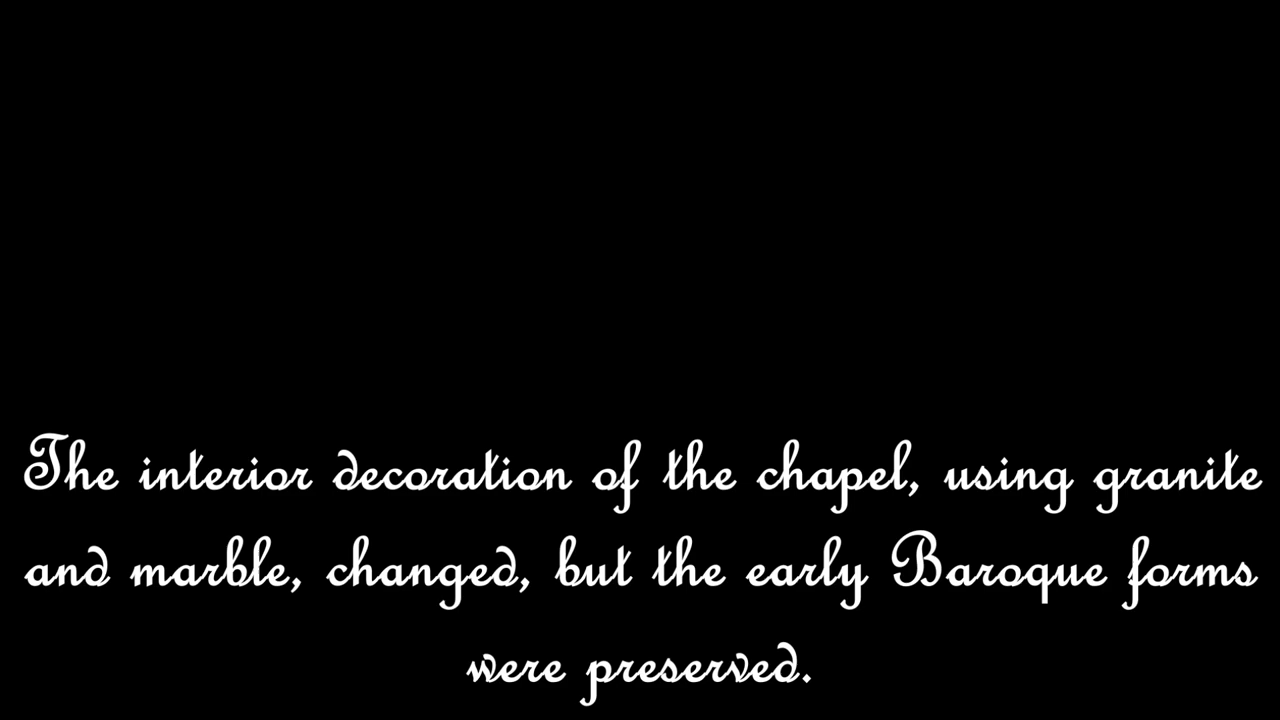 The interior decoration of the chapel, using granite
and marble, changed, but the early Baroque forms
were preserved.